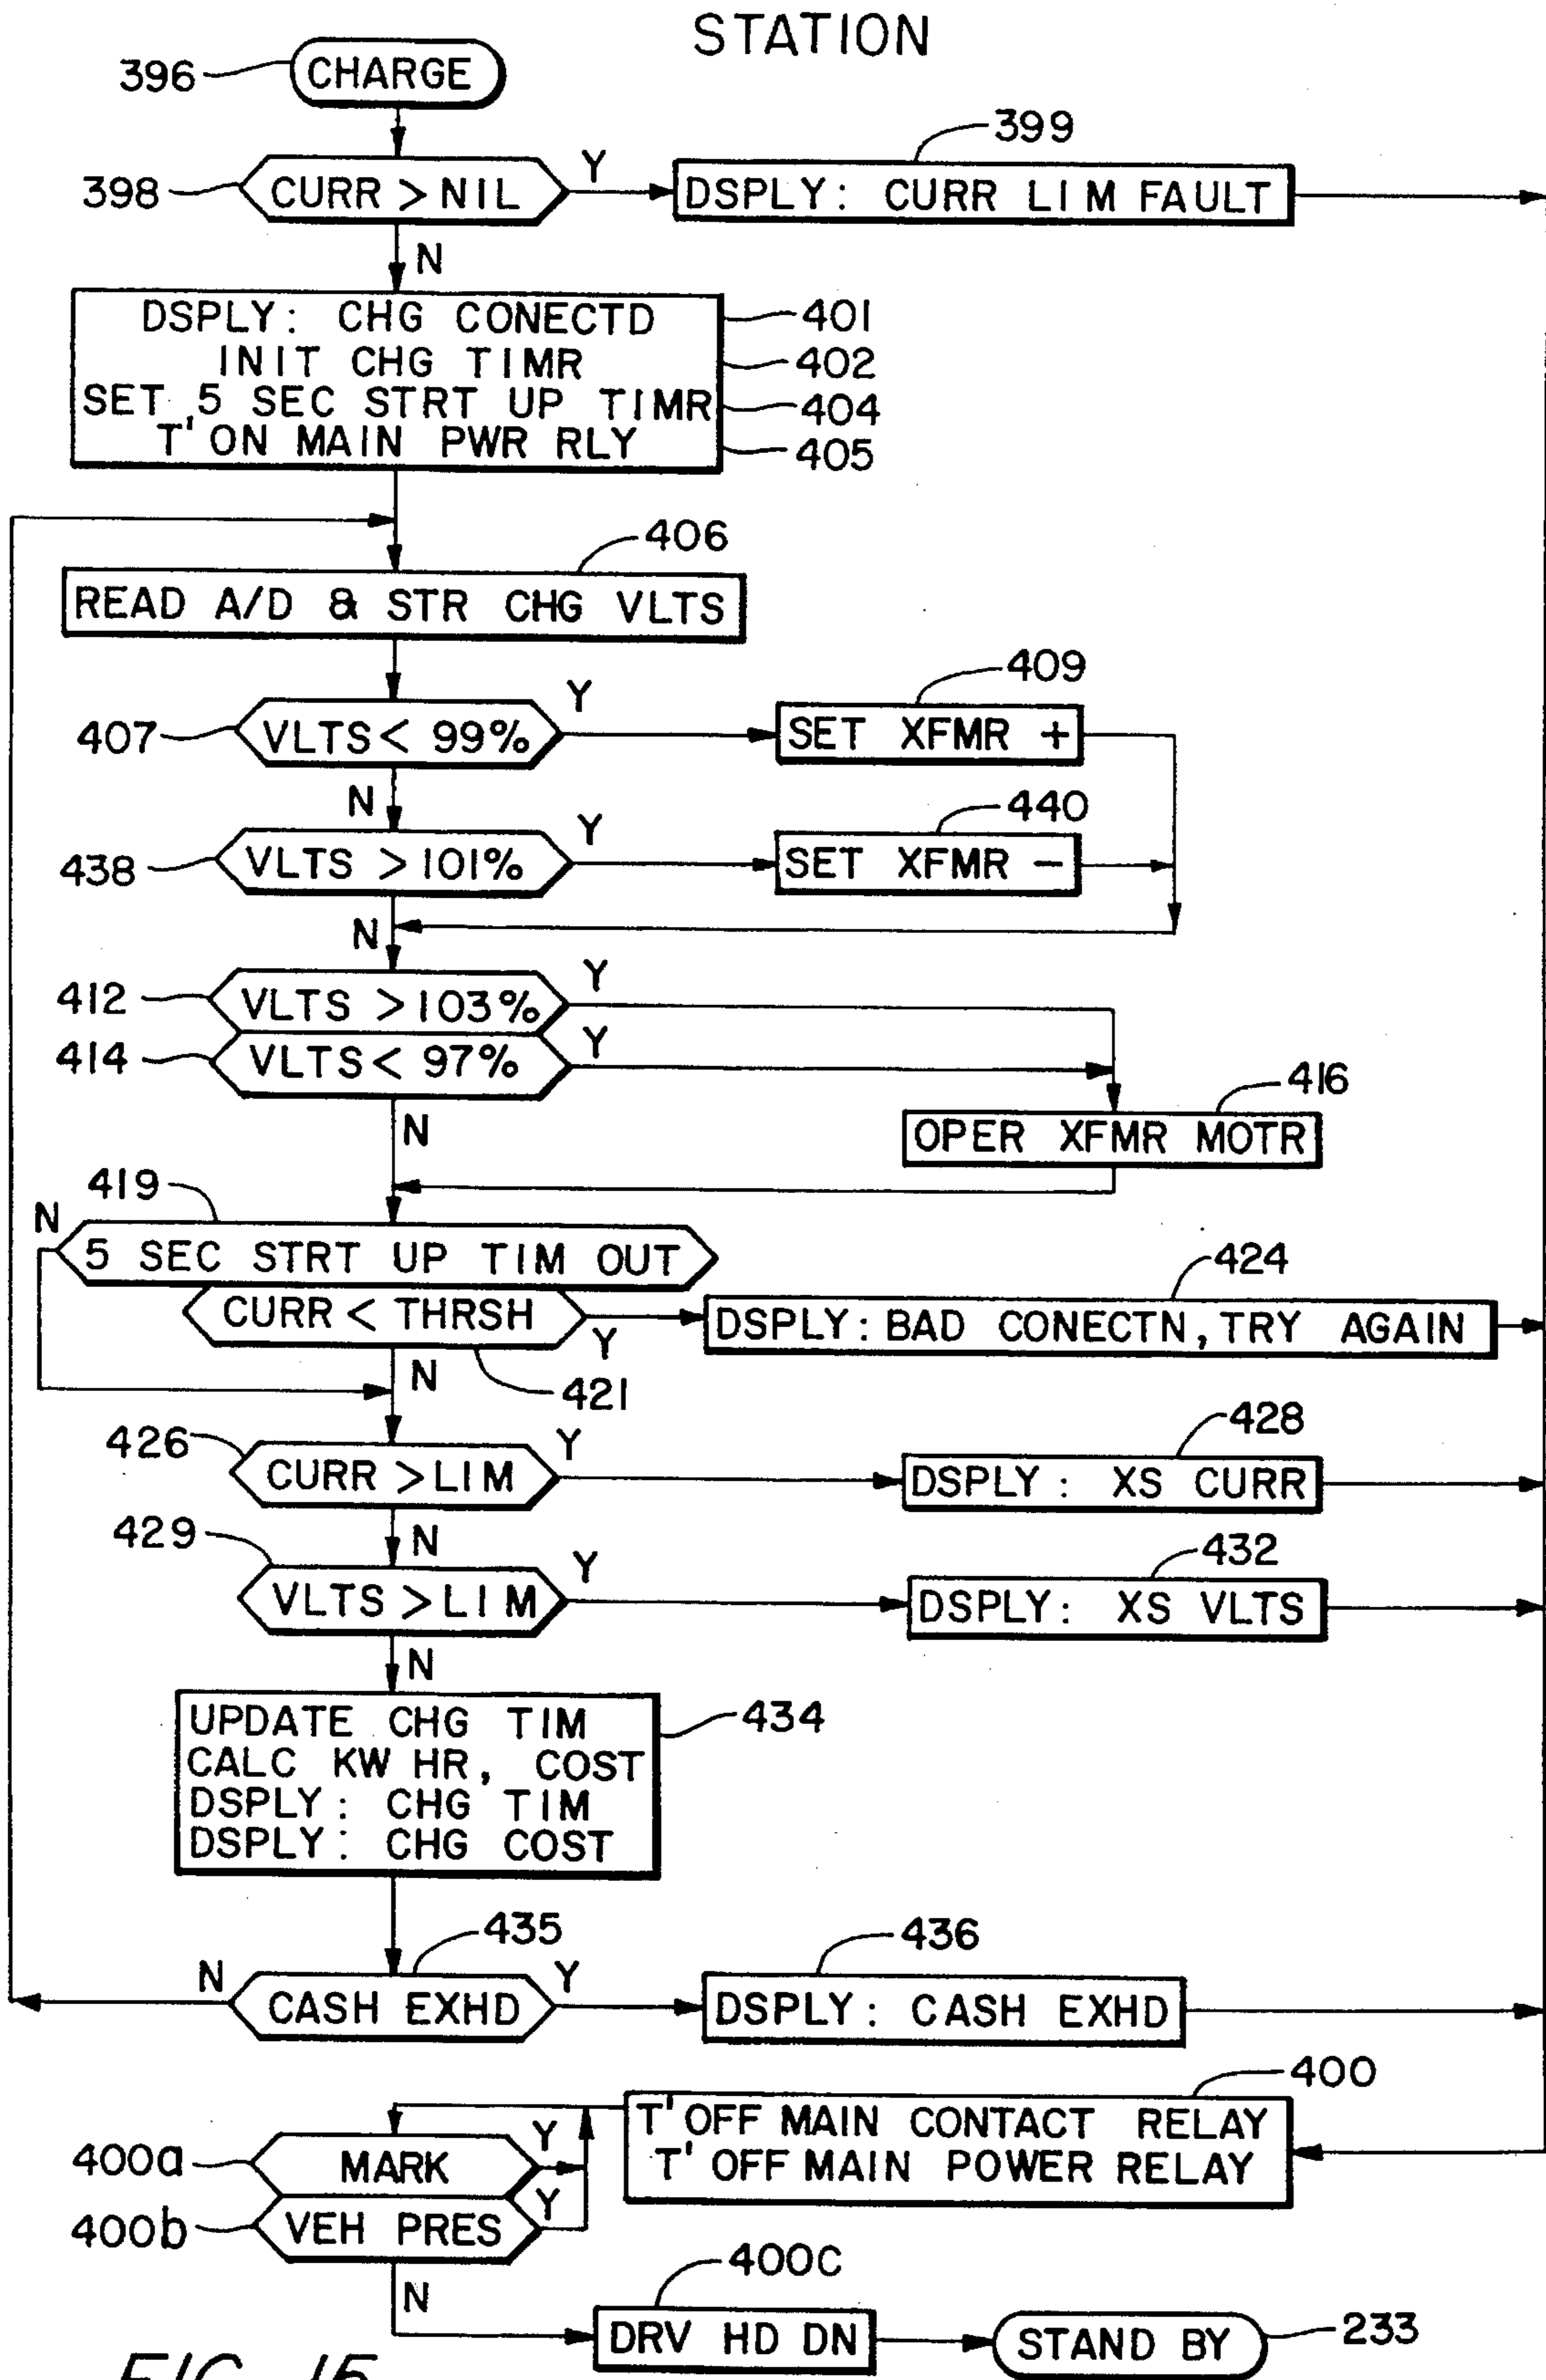 STATION
396
CHARGE
399
398
CURR > NIL
Y
DSPLY: CURR LIM FAULT
N
DSPLY: CHG CONECTD
401
INIT CHG TIMR
402
SET 5 SEC STRT UP TIMR
404
T'ON MAIN PWR RLY
405
406
READ A/D & STR CHG VLTS
407
VLTS < 99%
Y
409
SET XFMR +
N
438
VLTS > 101%
Y
440
SET XFMR -
N
412
VLTS > 103%
Y
414
VLTS < 97%
Y
416
OPER XFMR MOTR
N
419
N
5 SEC STRT UP TIM OUT
424
CURR < THRSH
Y
DSPLY: BAD CONECTN, TRY AGAIN
N
421
426
CURR > LIM
Y
428
DSPLY: XS CURR
N
429
VLTS > LIM
Y
432
DSPLY: XS VLTS
N
UPDATE CHG TIM
434
CALC KW HR, COST
DSPLY: CHG TIM
DSPLY: CHG COST
435
N
CASH EXHD
Y
436
DSPLY: CASH EXHD
400
T'OFF MAIN CONTACT RELAY
T'OFF MAIN POWER RELAY
400a
MARK
Y
400b
VEH PRES
Y
N
400C
DRV HD DN
STAND BY
233
FIG. 15